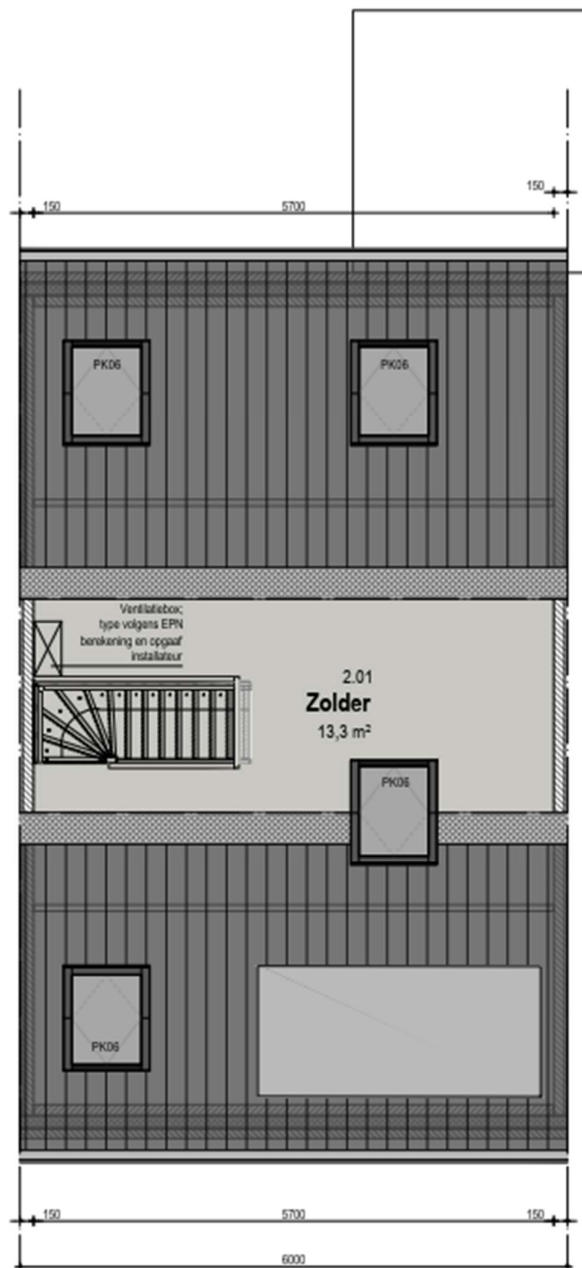 150
150
5700
PK06
PK06
Ventilatiebox;
type volgens EPN
berekening en opgaaf
installateur
2.01
Zolder
13,3 m²
PK06
PK06
150
5700
150
6000